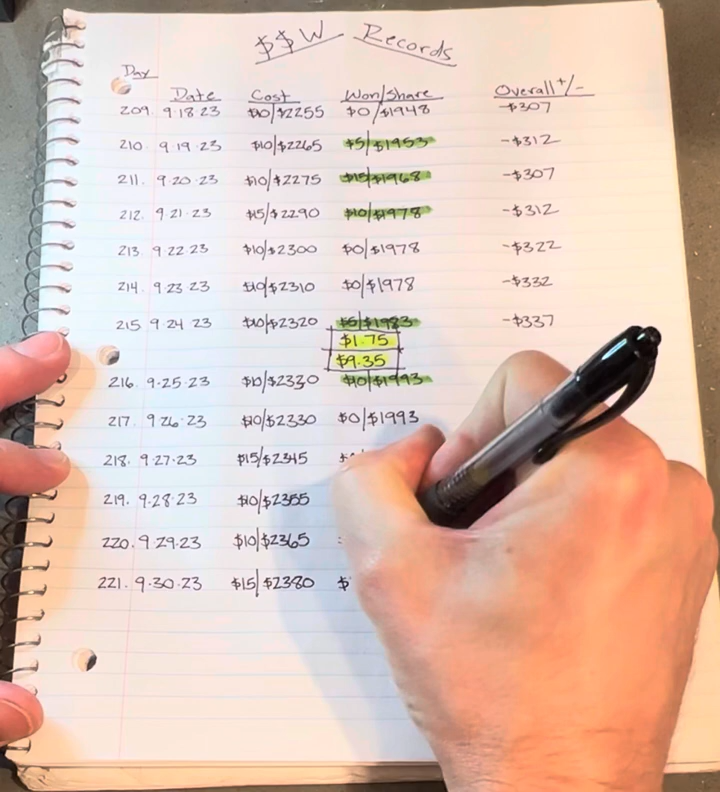 $$W Records
Day Date Cost Won/Share Overall +/-
209. 9.18.23 $10/$2255 $0/$1948 -$307
210. 9.19.23 $10/$2265 $5/$1953 -$312
211. 9.20.23 $10/$2275 $15/$1968 -$307
212. 9.21.23 $15/$2290 $10/$1978 -$312
213. 9.22.23 $10/$2300 $0/$1978 -$322
214. 9.23.23 $10/$2310 $0/$1978 -$332
215. 9.24.23 $10/$2320 $5/$1983 -$337
$1.75
$9.35
216. 9.25.23 $10/$2330 $10/$1993
217. 9.26.23 $10/$2330 $0/$1993
218. 9.27.23 $15/$2345
219. 9.28.23 $10/$2355
220. 9.29.23 $10/$2365
221. 9.30.23 $15/$2380 $